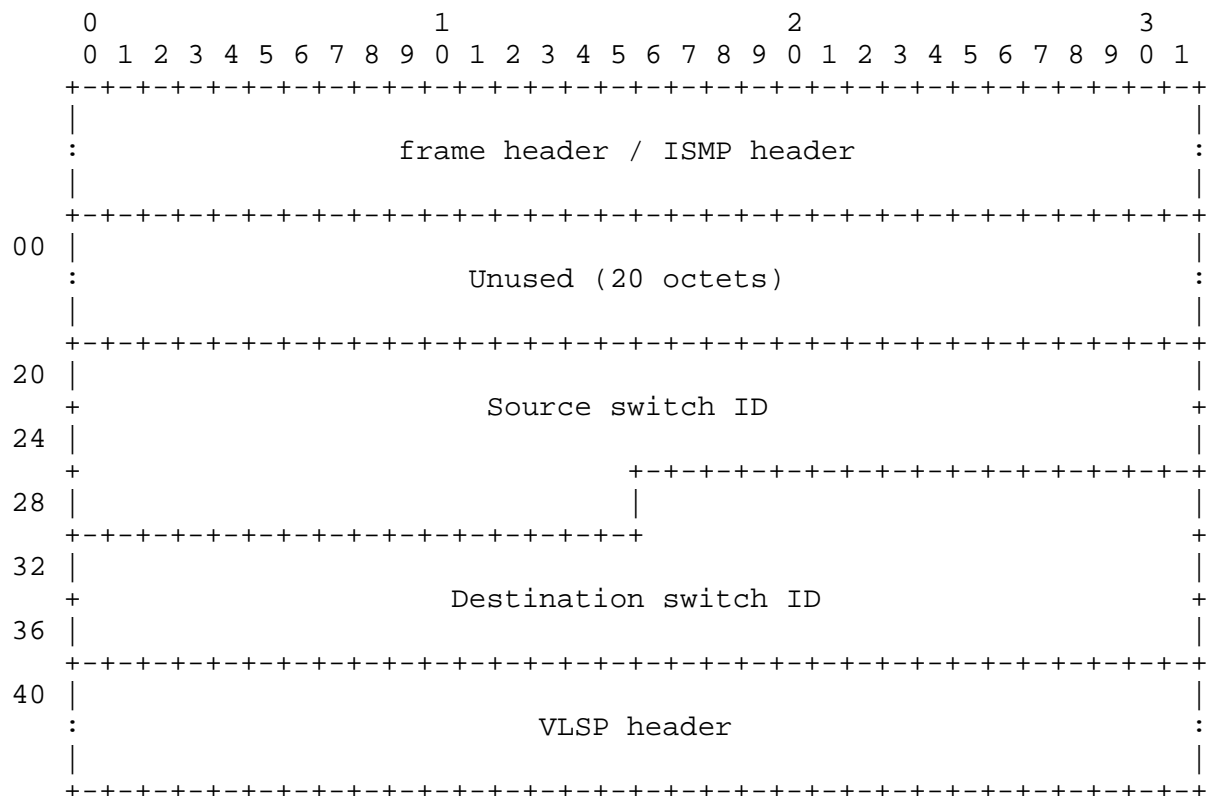 0                   1                   2                   3
0 1 2 3 4 5 6 7 8 9 0 1 2 3 4 5 6 7 8 9 0 1 2 3 4 5 6 7 8 9 0 1
+-+-+-+-+-+-+-+-+-+-+-+-+-+-+-+-+-+-+-+-+-+-+-+-+-+-+-+-+-+-+-+-+
|                                                               |
:                  frame header / ISMP header                   :
|                                                               |
+-+-+-+-+-+-+-+-+-+-+-+-+-+-+-+-+-+-+-+-+-+-+-+-+-+-+-+-+-+-+-+-+
00 |                                                               |
:                      Unused (20 octets)                       :
|                                                               |
+-+-+-+-+-+-+-+-+-+-+-+-+-+-+-+-+-+-+-+-+-+-+-+-+-+-+-+-+-+-+-+-+
20 |                                                               |
+                       Source switch ID                        +
24 |                                                               |
+                               +-+-+-+-+-+-+-+-+-+-+-+-+-+-+-+-+
28 |                               |                               |
+-+-+-+-+-+-+-+-+-+-+-+-+-+-+-+-+                               +
32 |                                                               |
+                     Destination switch ID                     +
36 |                                                               |
+-+-+-+-+-+-+-+-+-+-+-+-+-+-+-+-+-+-+-+-+-+-+-+-+-+-+-+-+-+-+-+-+
40 |                                                               |
:                          VLSP header                          :
|                                                               |
+-+-+-+-+-+-+-+-+-+-+-+-+-+-+-+-+-+-+-+-+-+-+-+-+-+-+-+-+-+-+-+-+